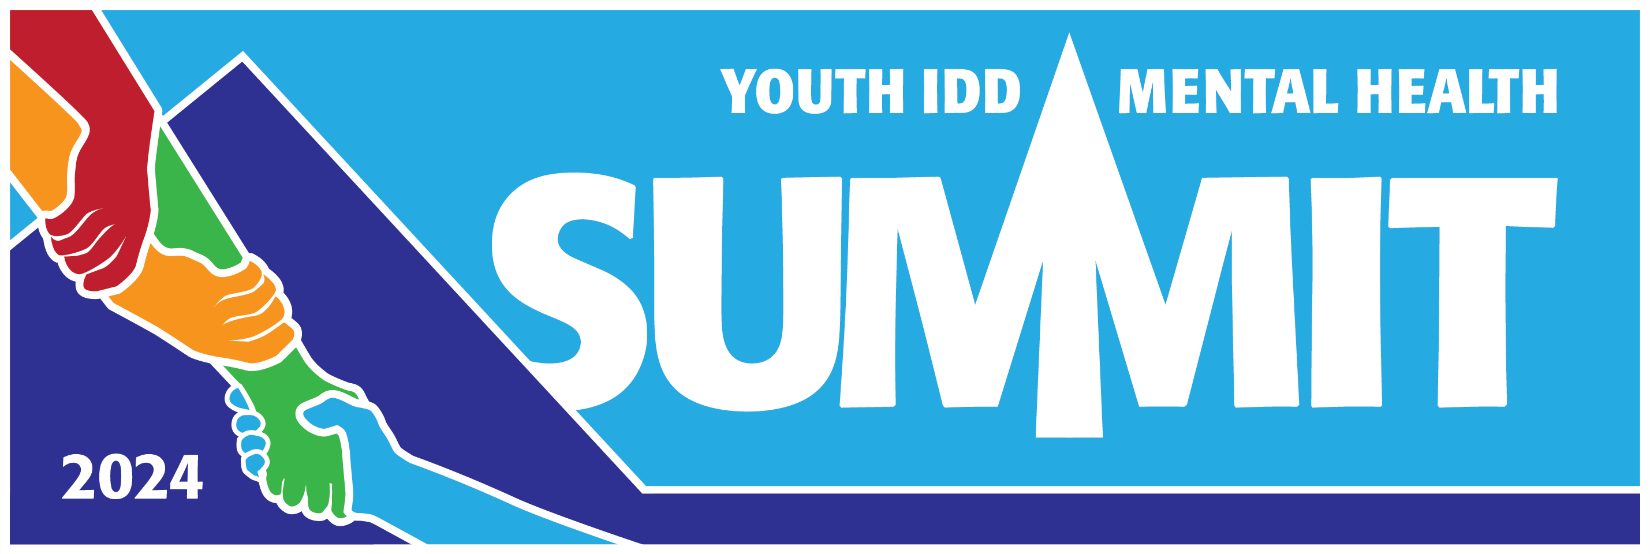 YOUTH IDD MENTAL HEALTH
SUMMIT
2024